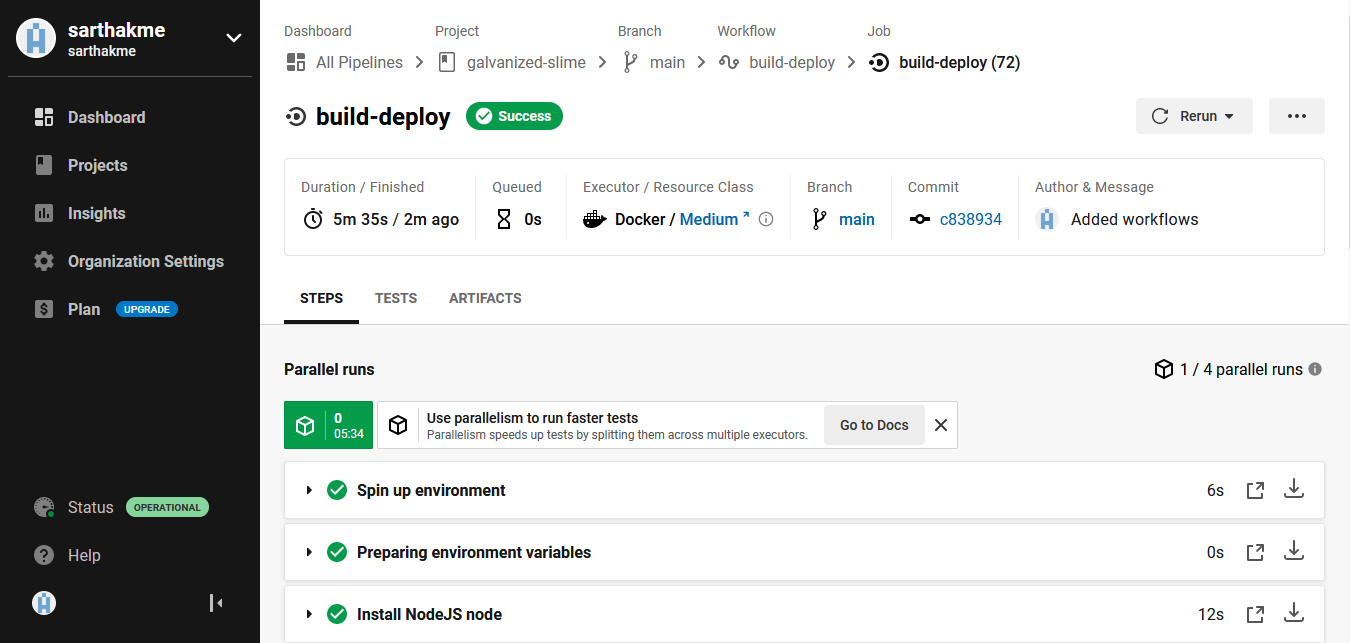 sarthakme
sarthakme
Dashboard
Projects
Insights
Organization Settings
Plan UPGRADE
Status OPERATIONAL
Help
Dashboard Project Branch Workflow Job
All Pipelines galvanized-slime main build-deploy build-deploy (72)
build-deploy Success Rerun
Duration / Finished Queued Executor / Resource Class Branch Commit Author & Message
5m 35s / 2m ago 0s Docker / Medium main c838934 Added workflows
STEPS TESTS ARTIFACTS
Parallel runs 1 / 4 parallel runs
0
05:34
Use parallelism to run faster tests
Parallelism speeds up tests by splitting them across multiple executors.
Go to Docs
Spin up environment 6s
Preparing environment variables 0s
Install NodeJS node 12s